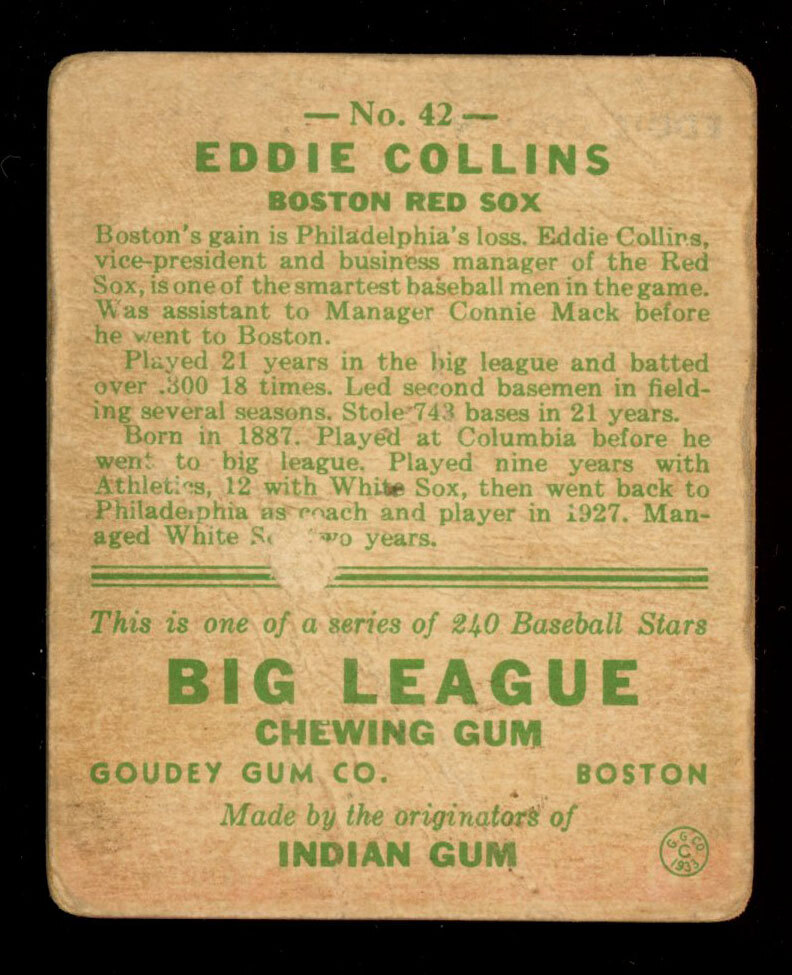 — No. 42 —
EDDIE COLLINS
BOSTON RED SOX
Boston's gain is Philadelphia's loss. Eddie Collins,
vice-president and business manager of the Red
Sox, is one of the smartest baseball men in the game.
Was assistant to Manager Connie Mack before
he went to Boston.
Played 21 years in the big league and batted
over .300 18 times. Led second basemen in field-
ing several seasons. Stole 743 bases in 21 years.
Born in 1887. Played at Columbia before he
went to big league. Played nine years with
Athletics, 12 with White Sox, then went back to
Philadelphia as coach and player in 1927. Man-
aged White years.
This is one of a series of 240 Baseball Stars
BIG LEAGUE
CHEWING GUM
GOUDEY GUM CO. BOSTON
Made by the originators of
INDIAN GUM
G. G. CO.
C
1933